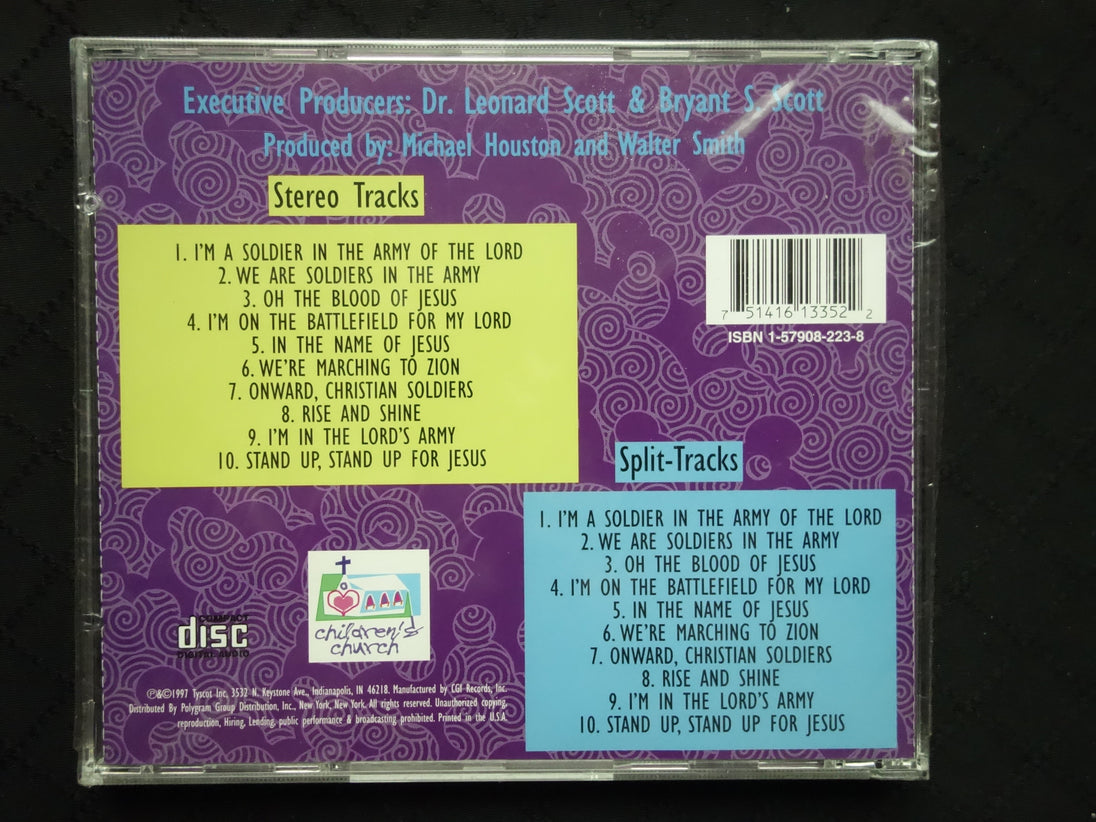 Executive Producers: Dr. Leonard Scott & Bryant S. Scott
Produced by: Michael Houston and Walter Smith
Stereo Tracks
1. I'M A SOLDIER IN THE ARMY OF THE LORD
2. WE ARE SOLDIERS IN THE ARMY
3. OH THE BLOOD OF JESUS
4. I'M ON THE BATTLEFIELD FOR MY LORD
5. IN THE NAME OF JESUS
6. WE'RE MARCHING TO ZION
7. ONWARD, CHRISTIAN SOLDIERS
8. RISE AND SHINE
9. I'M IN THE LORD'S ARMY
10. STAND UP, STAND UP FOR JESUS
7 51416 13352 2
ISBN 1-57908-223-8
Split-Tracks
1. I'M A SOLDIER IN THE ARMY OF THE LORD
2. WE ARE SOLDIERS IN THE ARMY
3. OH THE BLOOD OF JESUS
4. I'M ON THE BATTLEFIELD FOR MY LORD
5. IN THE NAME OF JESUS
6. WE'RE MARCHING TO ZION
7. ONWARD, CHRISTIAN SOLDIERS
8. RISE AND SHINE
9. I'M IN THE LORD'S ARMY
10. STAND UP, STAND UP FOR JESUS
COMPACT
disc
DIGITAL AUDIO
children's
church
℗&©1997 Tyscot Inc, 3532 N. Keystone Ave., Indianapolis, IN 46218. Manufactured by CGI Records, Inc.
Distributed By Polygram Group Distribution, Inc., New York, New York. All rights reserved. Unauthorized copying,
reproduction, Hiring, Lending, public performance & broadcasting prohibited. Printed in the U.S.A.